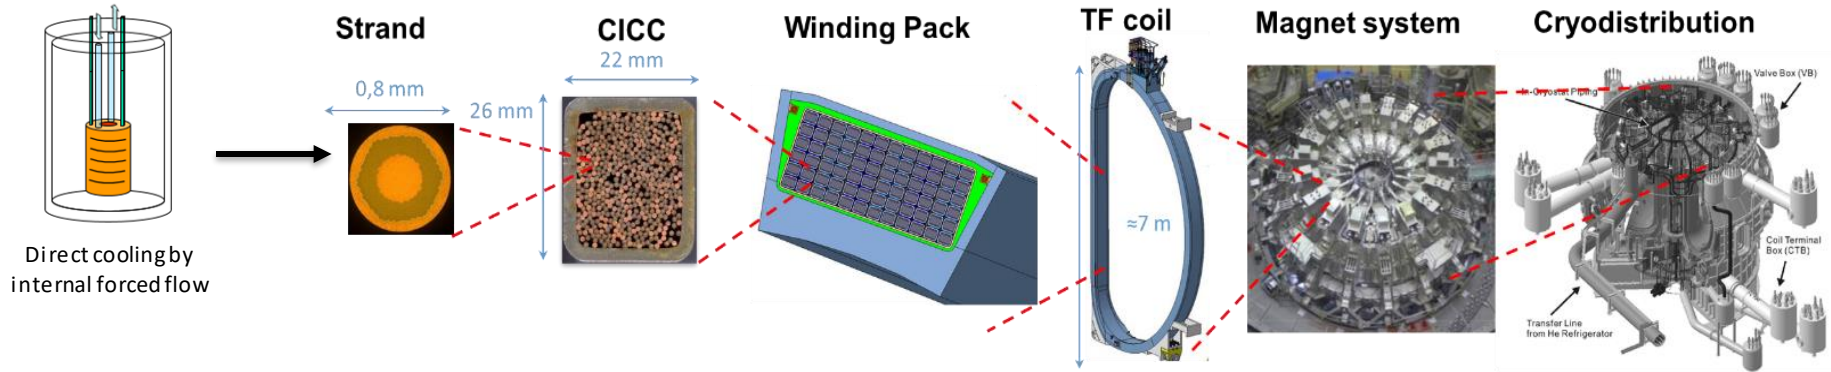 Strand
CICC
Winding Pack
TF coil
Magnet system
Cryodistribution
22 mm
0,8 mm
26 mm
≈7 m
Valve Box (VB)
In-Cryostat Piping
Coil Terminal
Box (CTB)
Transfer Line
from He Refrigerator
Direct cooling by
internal forced flow